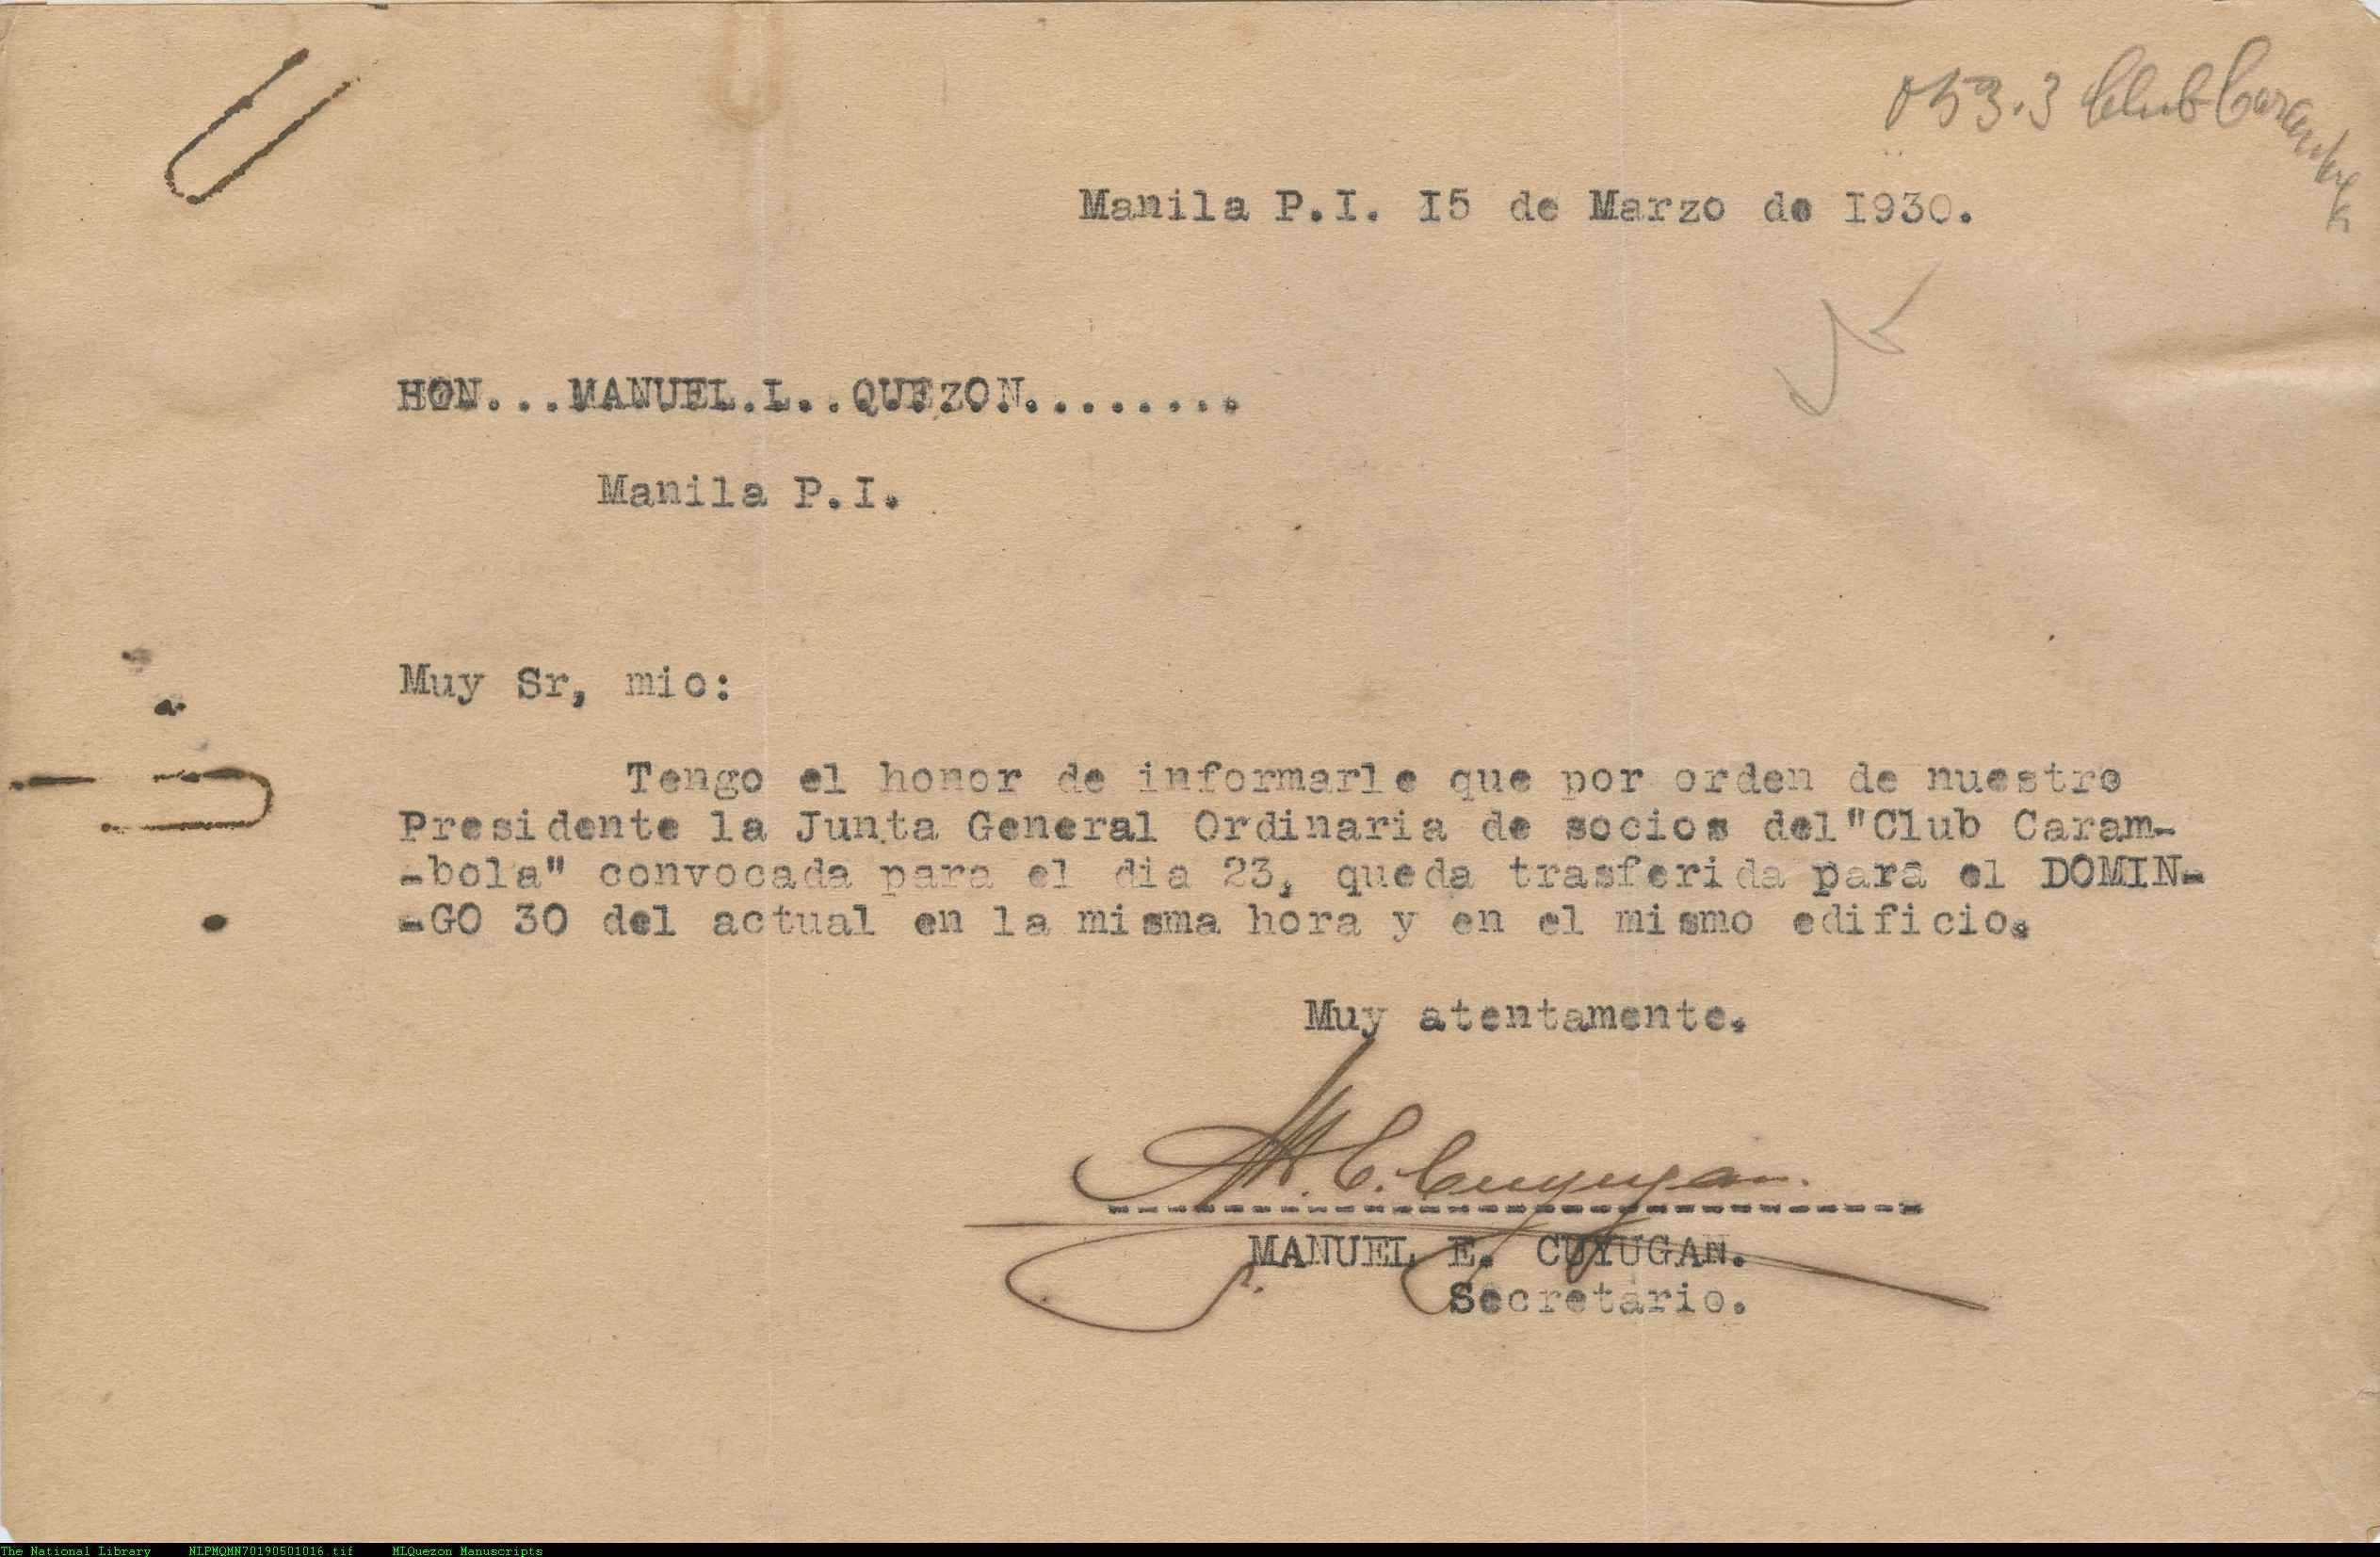 053.3 Club
Manila P.I. I5 de Marzo de I930.
HON...MANUEL.L..QUEZON.........
Manila P.I.
Muy Sr, mio:
Tengo el honor de informarle que por orden de nuestro
Presidente la Junta General Ordinaria de socios del"Club Caram-
-bola" convocada para el dia 23, queda trasferida para el DOMIN-
-GO 30 del actual en la misma hora y en el mismo edificio.
Muy atentamente.
M. E. Cuyugan.
--------------------------
MANUEL E. CUYUGAN.
Secretario.
The National Library NLPMQMN70190501016.tif MLQuezon Manuscripts